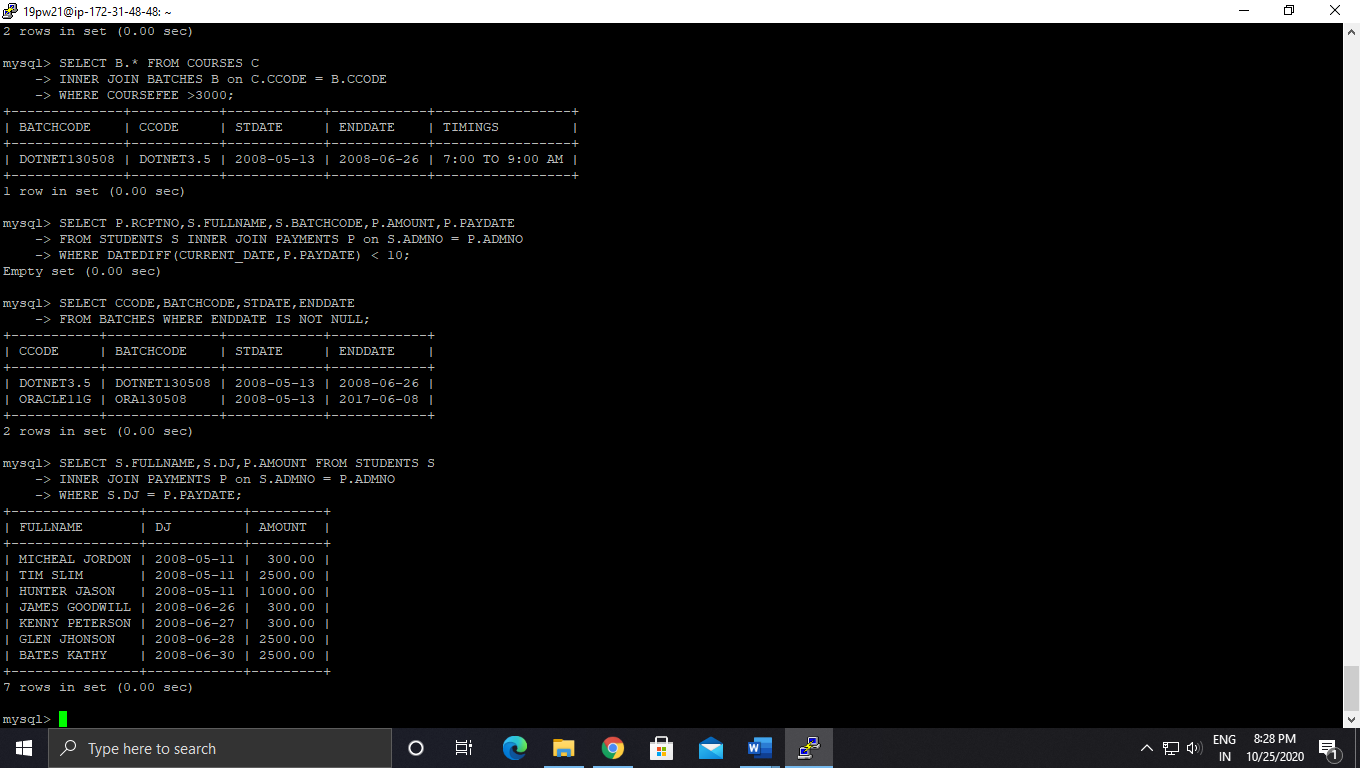 19pw21@ip-172-31-48-48: ~
2 rows in set (0.00 sec)
mysql> SELECT B.* FROM COURSES C
    -> INNER JOIN BATCHES B on C.CCODE = B.CCODE
    -> WHERE COURSEFEE >3000;
+--------------+-----------+------------+------------+-----------------+
| BATCHCODE    | CCODE     | STDATE     | ENDDATE    | TIMINGS         |
+--------------+-----------+------------+------------+-----------------+
| DOTNET130508 | DOTNET3.5 | 2008-05-13 | 2008-06-26 | 7:00 TO 9:00 AM |
+--------------+-----------+------------+------------+-----------------+
1 row in set (0.00 sec)
mysql> SELECT P.RCPTNO,S.FULLNAME,S.BATCHCODE,P.AMOUNT,P.PAYDATE
    -> FROM STUDENTS S INNER JOIN PAYMENTS P on S.ADMNO = P.ADMNO
    -> WHERE DATEDIFF(CURRENT_DATE,P.PAYDATE) < 10;
Empty set (0.00 sec)
mysql> SELECT CCODE,BATCHCODE,STDATE,ENDDATE
    -> FROM BATCHES WHERE ENDDATE IS NOT NULL;
+-----------+--------------+------------+------------+
| CCODE     | BATCHCODE    | STDATE     | ENDDATE    |
+-----------+--------------+------------+------------+
| DOTNET3.5 | DOTNET130508 | 2008-05-13 | 2008-06-26 |
| ORACLE11G | ORA130508    | 2008-05-13 | 2017-06-08 |
+-----------+--------------+------------+------------+
2 rows in set (0.00 sec)
mysql> SELECT S.FULLNAME,S.DJ,P.AMOUNT FROM STUDENTS S
    -> INNER JOIN PAYMENTS P on S.ADMNO = P.ADMNO
    -> WHERE S.DJ = P.PAYDATE;
+----------------+------------+---------+
| FULLNAME       | DJ         | AMOUNT  |
+----------------+------------+---------+
| MICHEAL JORDON | 2008-05-11 |  300.00 |
| TIM SLIM       | 2008-05-11 | 2500.00 |
| HUNTER JASON   | 2008-05-11 | 1000.00 |
| JAMES GOODWILL | 2008-06-26 |  300.00 |
| KENNY PETERSON | 2008-06-27 |  300.00 |
| GLEN JHONSON   | 2008-06-28 | 2500.00 |
| BATES KATHY    | 2008-06-30 | 2500.00 |
+----------------+------------+---------+
7 rows in set (0.00 sec)
mysql>
Type here to search
ENG
IN
8:28 PM
10/25/2020
1